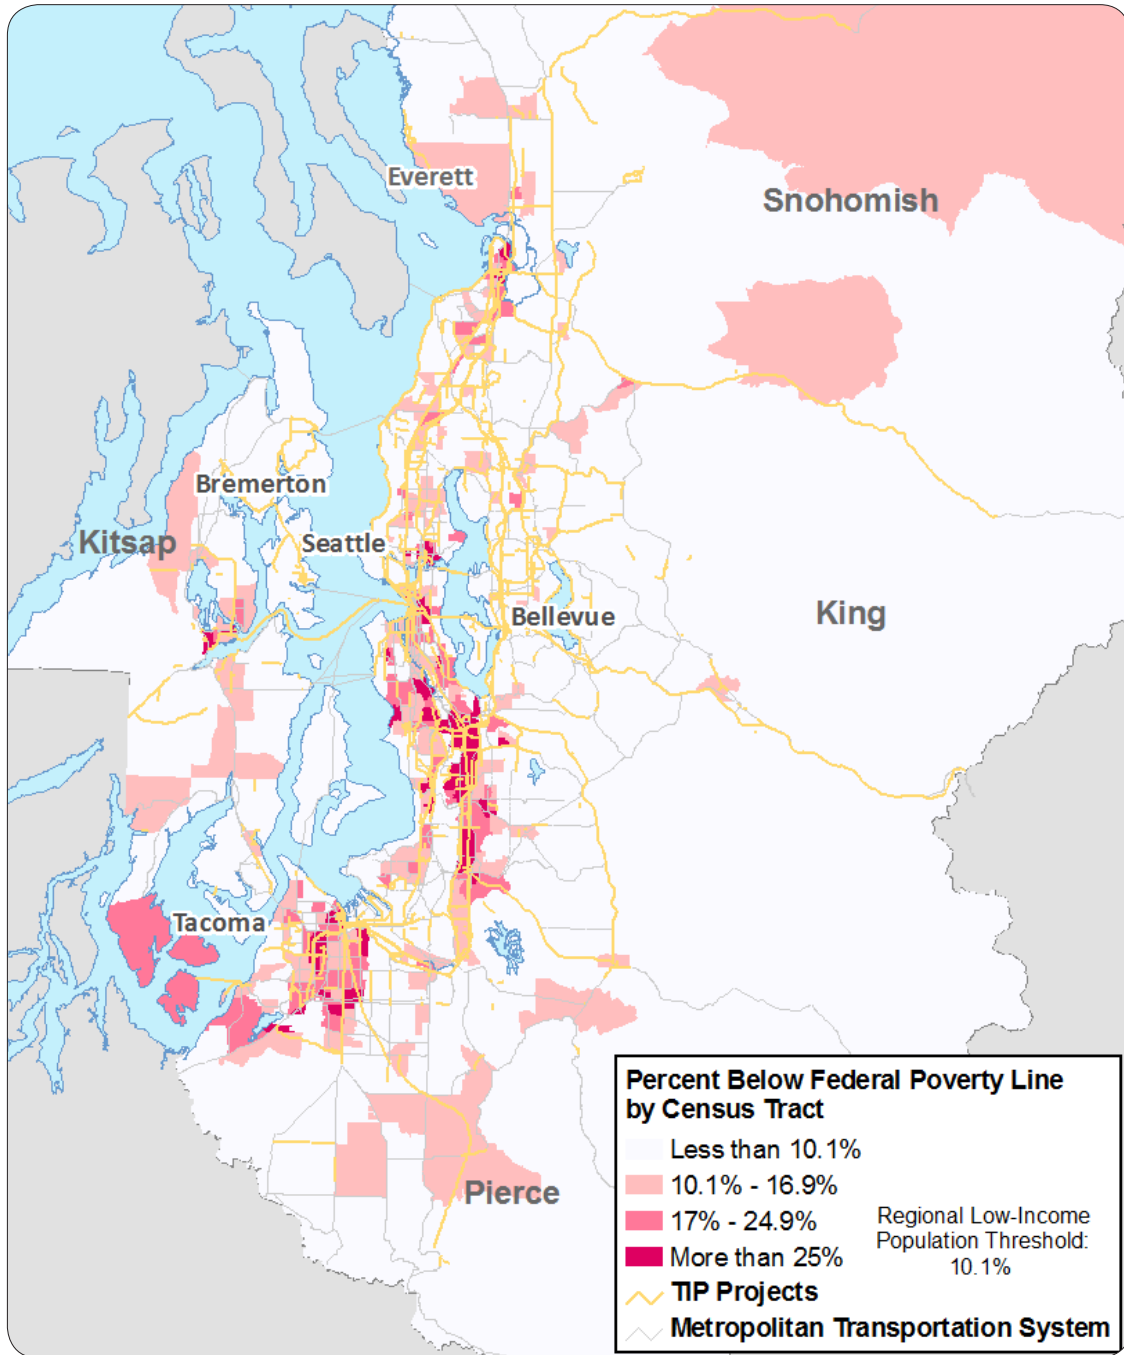 Everett
Snohomish
Bremerton
Kitsap
Seattle
King
Bellevue
Tacoma
Pierce
Percent Below Federal Poverty Line
by Census Tract
Less than 10.1%
10.1% - 16.9%
17% - 24.9%
More than 25%
Regional Low-Income
Population Threshold:
10.1%
TIP Projects
Metropolitan Transportation System